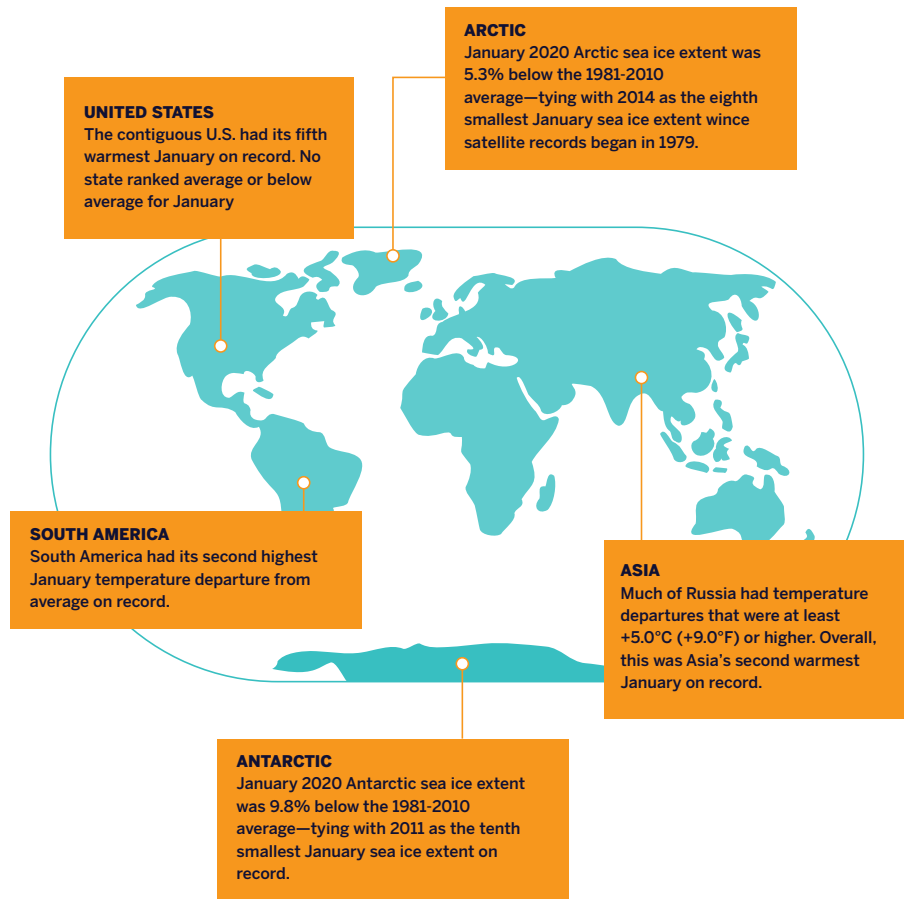 ARCTIC
January 2020 Arctic sea ice extent was
5.3% below the 1981-2010
average—tying with 2014 as the eighth
smallest January sea ice extent wince
satellite records began in 1979.
UNITED STATES
The contiguous U.S. had its fifth
warmest January on record. No
state ranked average or below
average for January
SOUTH AMERICA
South America had its second highest
January temperature departure from
average on record.
ASIA
Much of Russia had temperature
departures that were at least
+5.0°C (+9.0°F) or higher. Overall,
this was Asia's second warmest
January on record.
ANTARCTIC
January 2020 Antarctic sea ice extent
was 9.8% below the 1981-2010
average—tying with 2011 as the tenth
smallest January sea ice extent on
record.